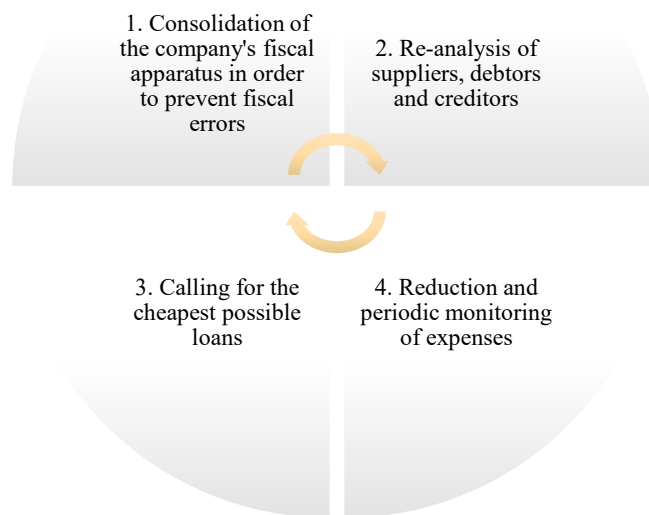 1. Consolidation of
the company's fiscal
apparatus in order
to prevent fiscal
errors
2. Re-analysis of
suppliers, debtors
and creditors
3. Calling for the
cheapest possible
loans
4. Reduction and
periodic monitoring
of expenses